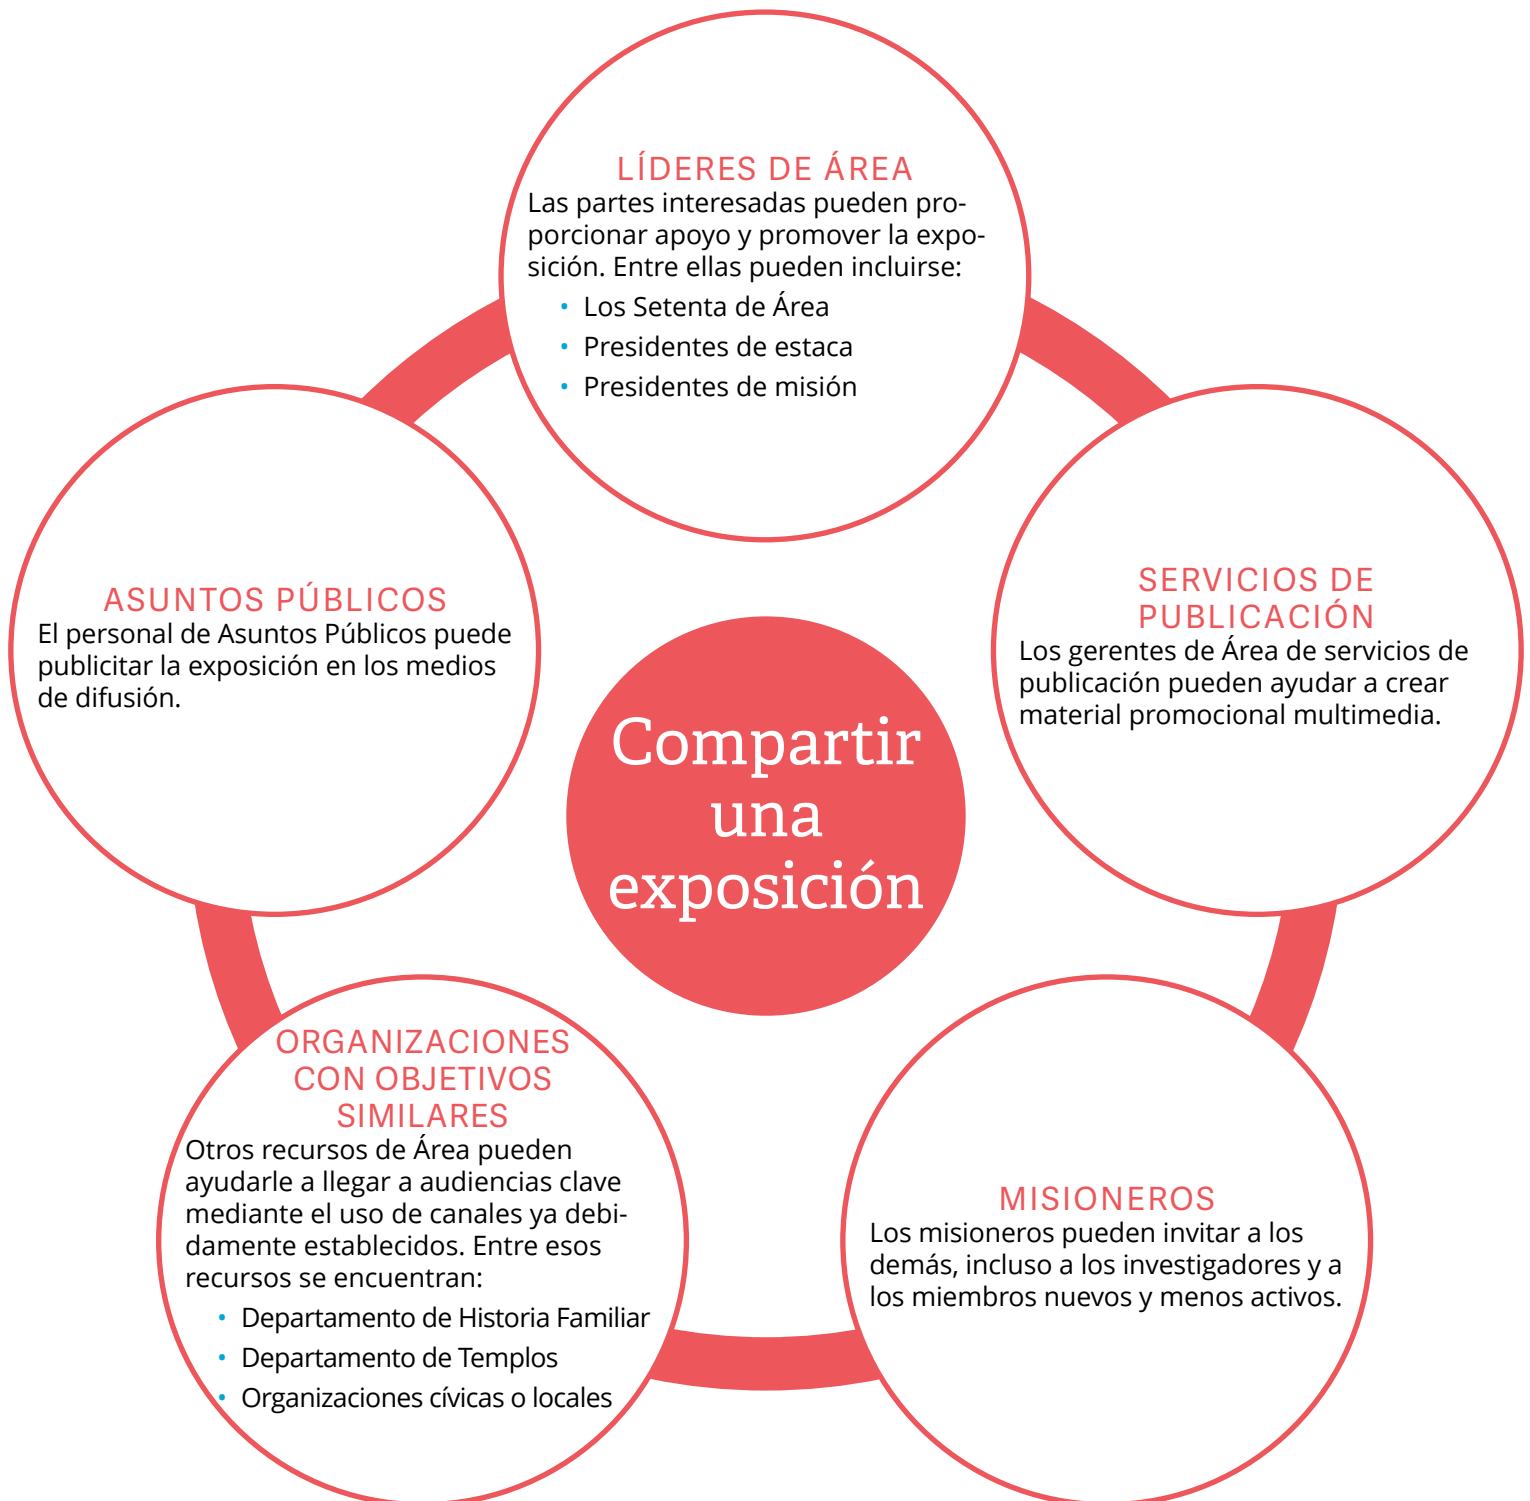 LÍDERES DE ÁREA
Las partes interesadas pueden pro-
porcionar apoyo y promover la expo-
sición. Entre ellas pueden incluirse:
• Los Setenta de Área
• Presidentes de estaca
• Presidentes de misión
ASUNTOS PÚBLICOS
El personal de Asuntos Públicos puede
publicitar la exposición en los medios
de difusión.
SERVICIOS DE
PUBLICACIÓN
Los gerentes de Área de servicios de
publicación pueden ayudar a crear
material promocional multimedia.
Compartir
una
exposición
ORGANIZACIONES
CON OBJETIVOS
SIMILARES
Otros recursos de Área pueden
ayudarle a llegar a audiencias clave
mediante el uso de canales ya debi-
damente establecidos. Entre esos
recursos se encuentran:
• Departamento de Historia Familiar
• Departamento de Templos
• Organizaciones cívicas o locales
MISIONEROS
Los misioneros pueden invitar a los
demás, incluso a los investigadores y a
los miembros nuevos y menos activos.